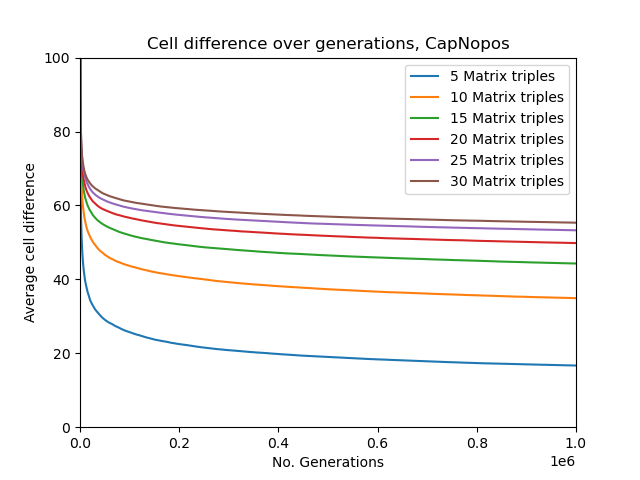 Cell difference over generations, CapNopos
100
80
60
40
20
0
Average cell difference
5 Matrix triples
10 Matrix triples
15 Matrix triples
20 Matrix triples
25 Matrix triples
30 Matrix triples
0.0 0.2 0.4 0.6 0.8 1.0
1e6
No. Generations